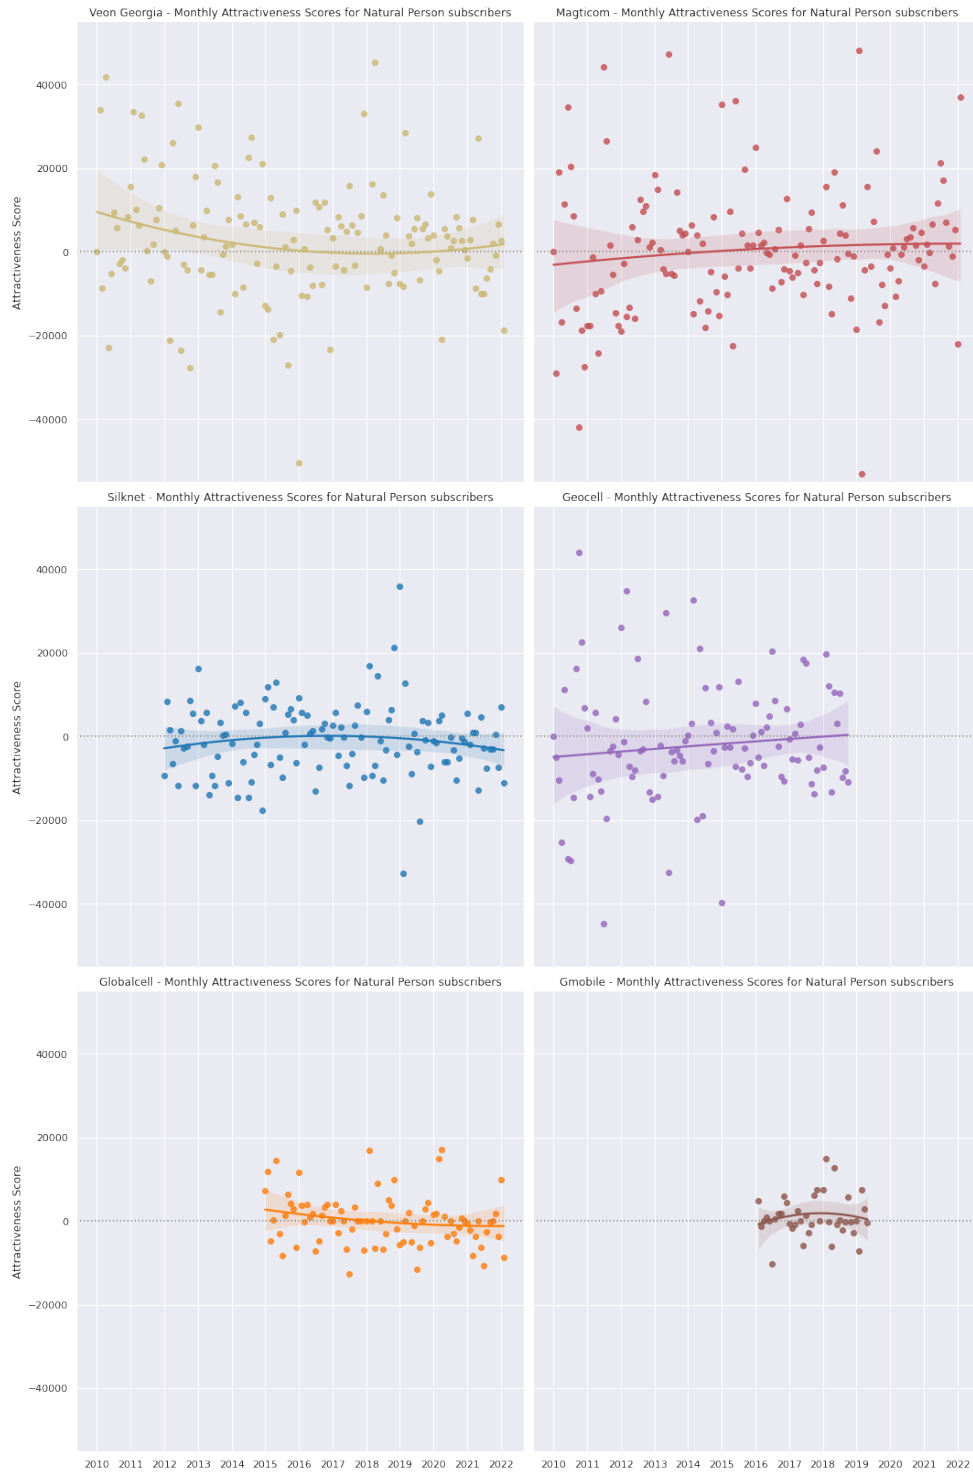 Veon Georgia - Monthly Attractiveness Scores for Natural Person subscribers
Magticom - Monthly Attractiveness Scores for Natural Person subscribers
40000
20000
0
−20000
−40000
Attractiveness Score
Silknet - Monthly Attractiveness Scores for Natural Person subscribers
Geocell - Monthly Attractiveness Scores for Natural Person subscribers
40000
20000
0
−20000
−40000
Attractiveness Score
Globalcell - Monthly Attractiveness Scores for Natural Person subscribers
Gmobile - Monthly Attractiveness Scores for Natural Person subscribers
40000
20000
0
−20000
−40000
Attractiveness Score
2010 2011 2012 2013 2014 2015 2016 2017 2018 2019 2020 2021 2022
2010 2011 2012 2013 2014 2015 2016 2017 2018 2019 2020 2021 2022